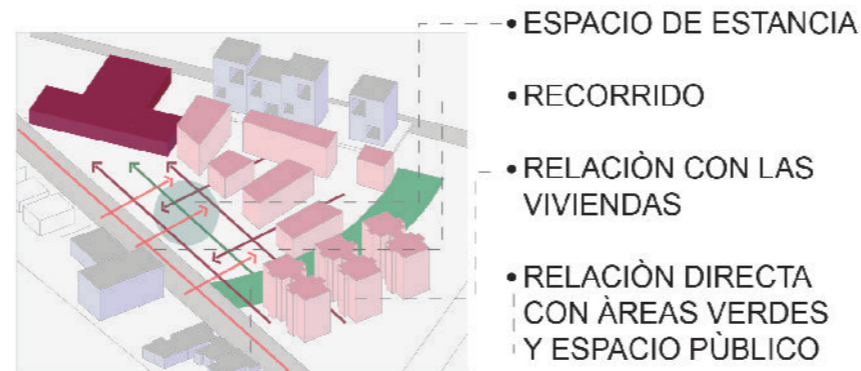 • ESPACIO DE ESTANCIA
• RECORRIDO
• RELACIÒN CON LAS
VIVIENDAS
• RELACIÒN DIRECTA
CON ÀREAS VERDES
Y ESPACIO PÙBLICO